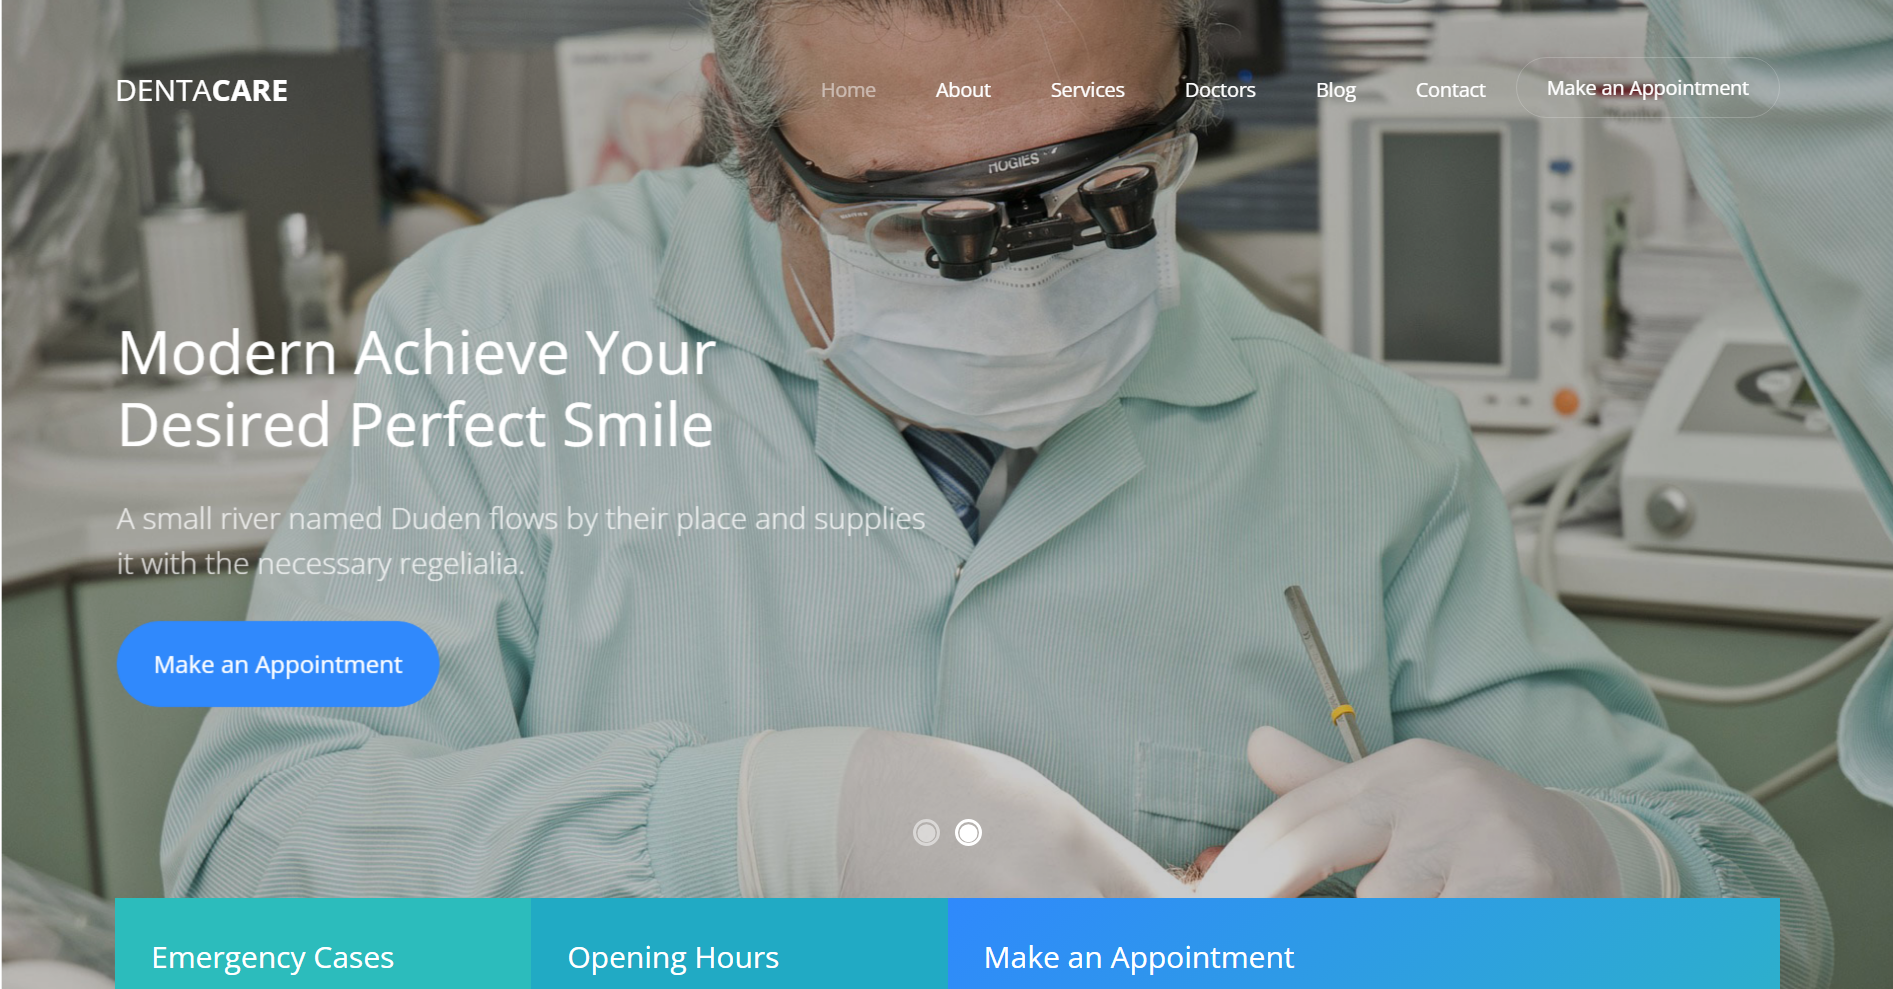 DENTACARE
Home About Services Doctors Blog Contact Make an Appointment
HOGIES
Modern Achieve Your
Desired Perfect Smile
A small river named Duden flows by their place and supplies
it with the necessary regelialia.
Make an Appointment
Emergency Cases
Opening Hours
Make an Appointment